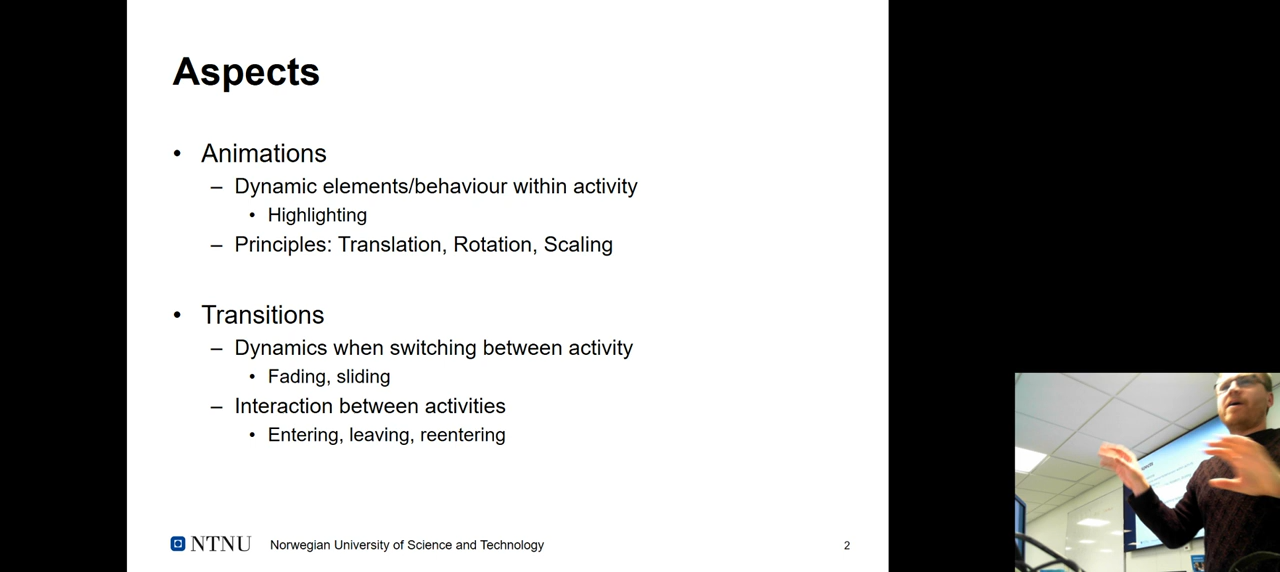 Aspects
• Animations
– Dynamic elements/behaviour within activity
• Highlighting
– Principles: Translation, Rotation, Scaling
• Transitions
– Dynamics when switching between activity
• Fading, sliding
– Interaction between activities
• Entering, leaving, reentering
NTNU Norwegian University of Science and Technology 2